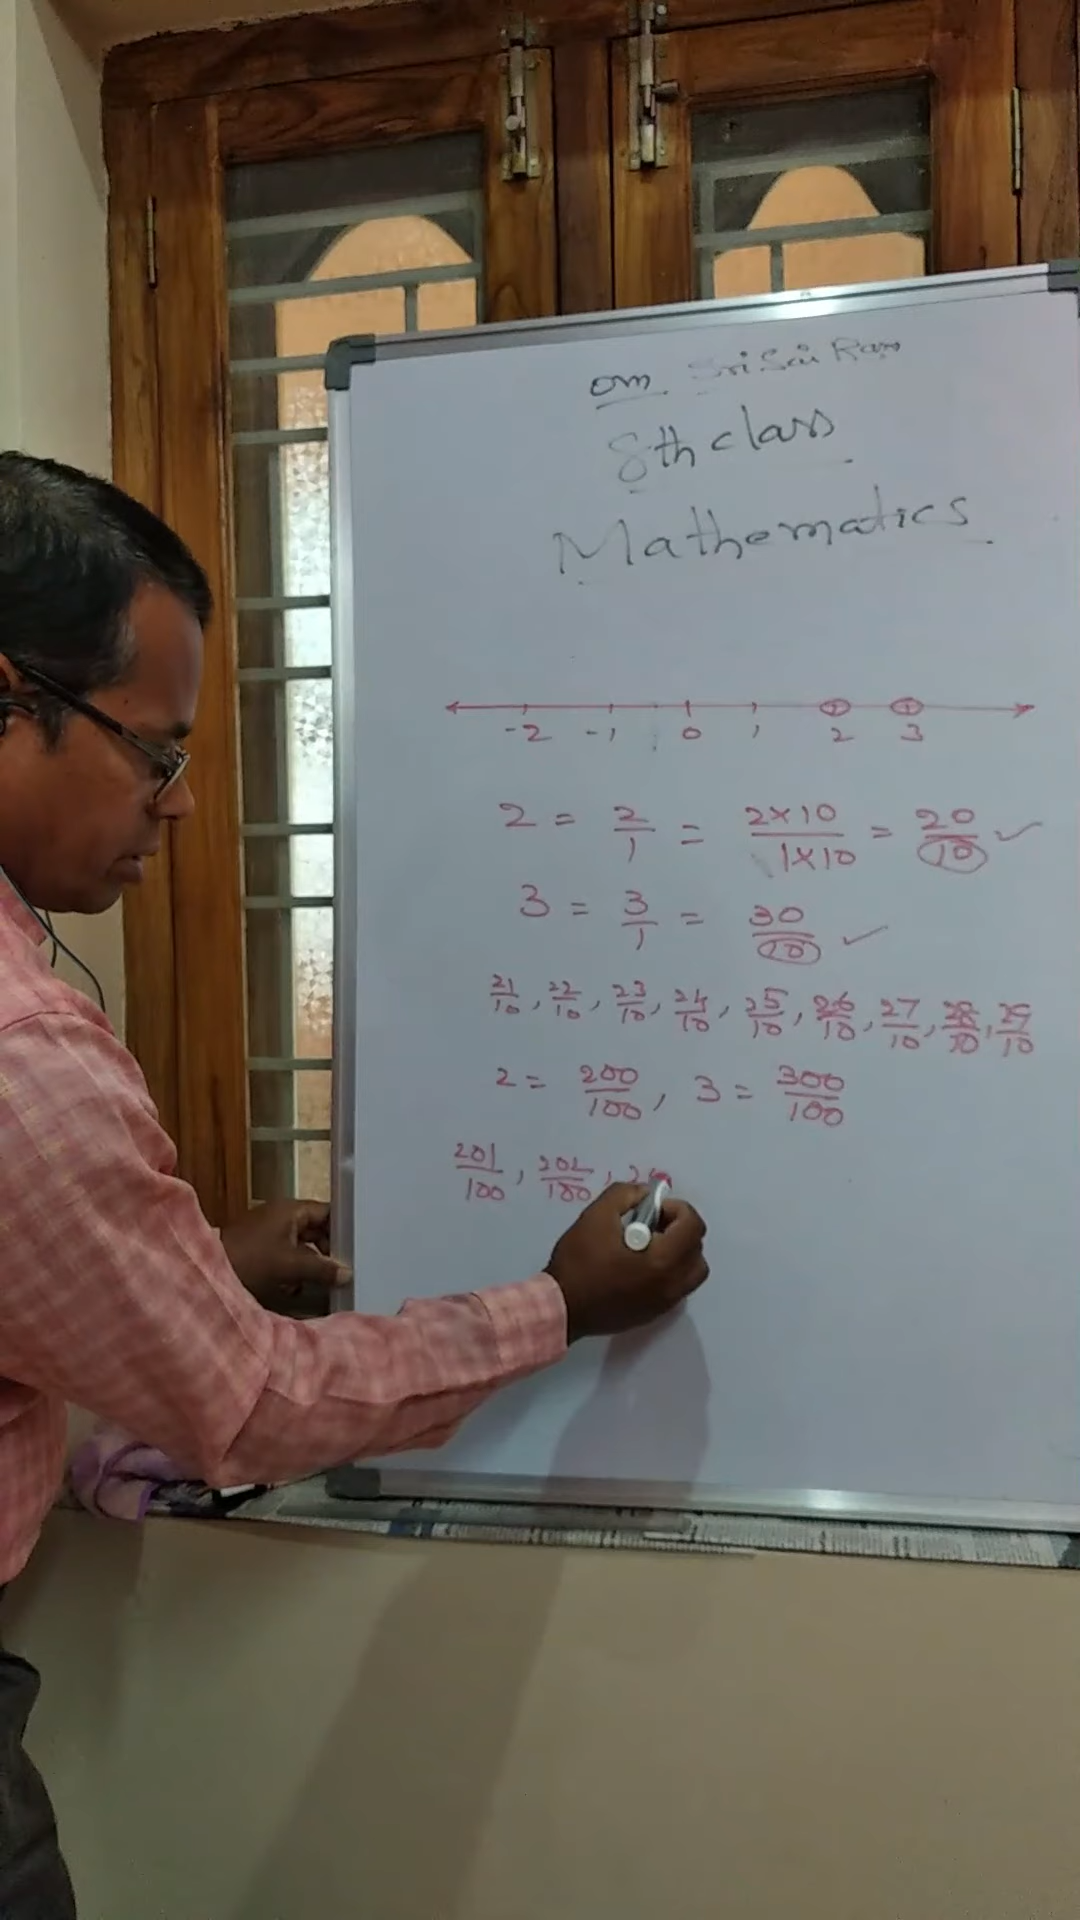 Om Sri Sai Ram
8th class
Mathematics
-2 -1 0 1 2 3
2 = 2/1 = 2×10/1×10 = 20/10 ✓
3 = 3/1 = 30/10 ✓
21/10, 22/10, 23/10, 24/10, 25/10, 26/10, 27/10, 28/10, 29/10
2 = 200/100, 3 = 300/100
201/100, 202/100, 20